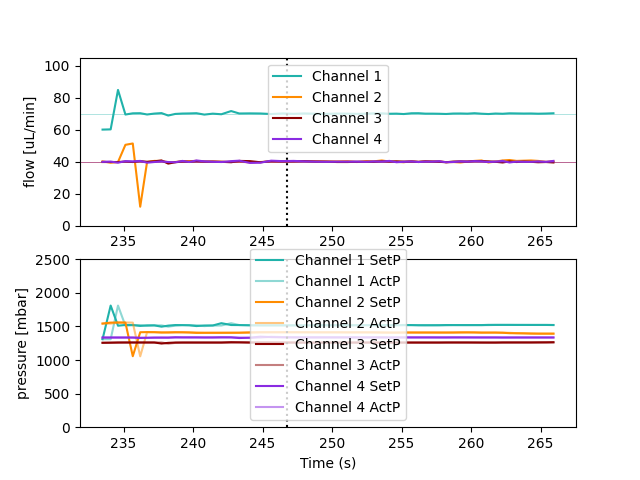 100
80
60
40
20
0
flow [uL/min]
Channel 1
Channel 2
Channel 3
Channel 4
235
240
245
250
255
260
265
2500
2000
1500
1000
500
0
pressure [mbar]
Channel 1 SetP
Channel 1 ActP
Channel 2 SetP
Channel 2 ActP
Channel 3 SetP
Channel 3 ActP
Channel 4 SetP
Channel 4 ActP
235
240
245
250
255
260
265
Time (s)